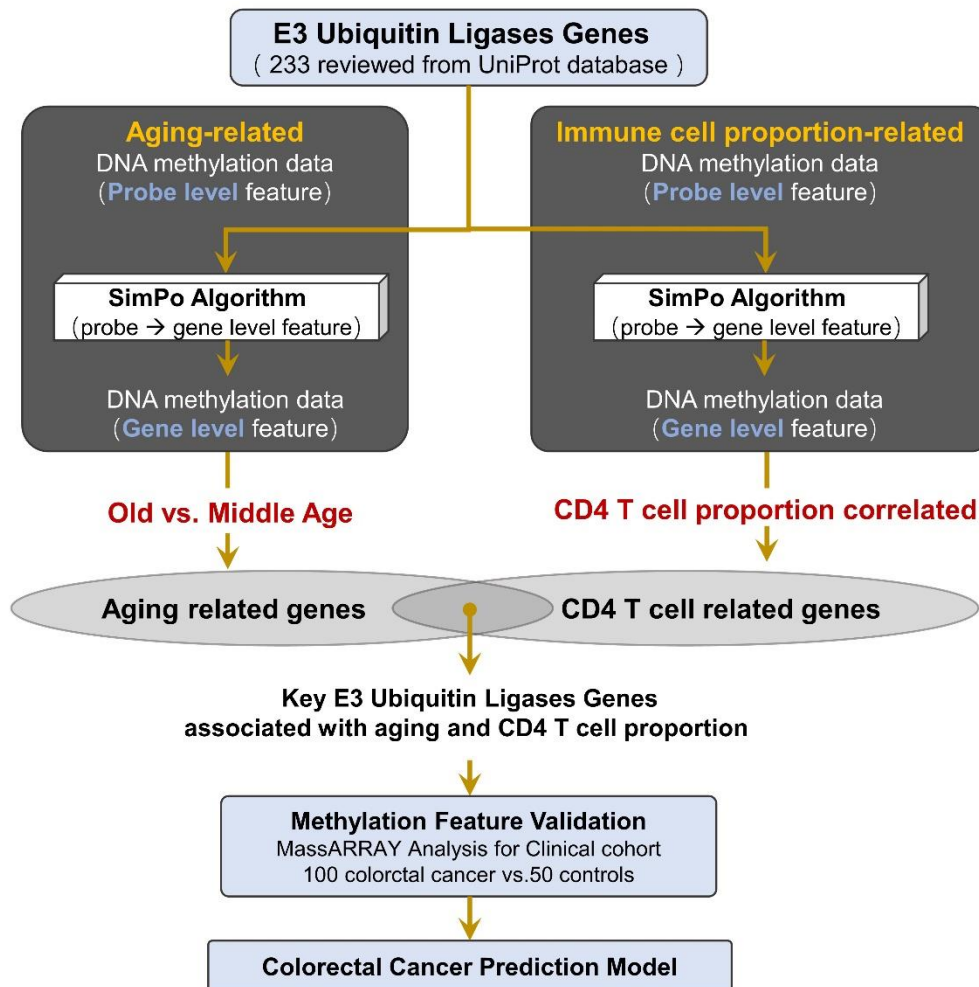 E3 Ubiquitin Ligases Genes
( 233 reviewed from UniProt database )
Aging-related
DNA methylation data
(Probe level feature)
SimPo Algorithm
(probe → gene level feature)
DNA methylation data
(Gene level feature)
Immune cell proportion-related
DNA methylation data
(Probe level feature)
SimPo Algorithm
(probe → gene level feature)
DNA methylation data
(Gene level feature)
Old vs. Middle Age
CD4 T cell proportion correlated
Aging related genes
CD4 T cell related genes
Key E3 Ubiquitin Ligases Genes
associated with aging and CD4 T cell proportion
Methylation Feature Validation
MassARRAY Analysis for Clinical cohort
100 colorctal cancer vs.50 controls
Colorectal Cancer Prediction Model